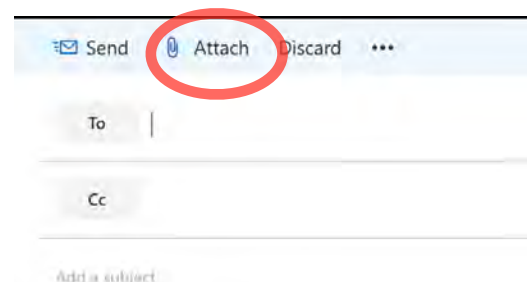 Send Attach Discard •••
To
Cc
Add a subject